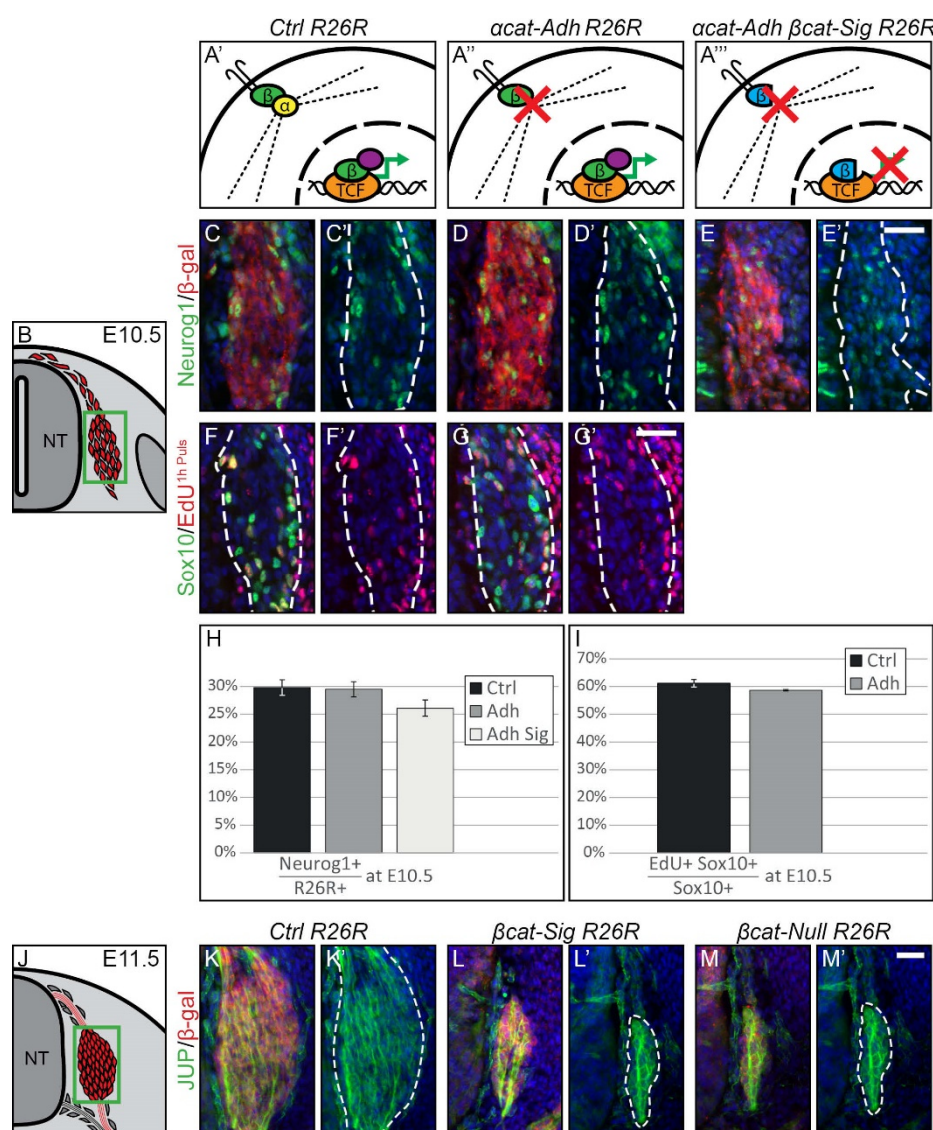 Ctrl R26R
αcat-Adh R26R
αcat-Adh βcat-Sig R26R
A'
A''
A'''
β
α
β
β
β
TCF
β
TCF
β
TCF
Neurog1/β-gal
C
C'
D
D'
E
E'
B
E10.5
NT
Sox10/EdU1h Puls
F
F'
G
G'
H
30%
25%
20%
15%
10%
5%
0%
Ctrl
Adh
Adh Sig
Neurog1+
R26R+
at E10.5
I
70%
60%
50%
40%
30%
20%
10%
0%
Ctrl
Adh
EdU+ Sox10+
Sox10+
at E10.5
Ctrl R26R
βcat-Sig R26R
βcat-Null R26R
J
E11.5
NT
JUP/β-gal
K
K'
L
L'
M
M'